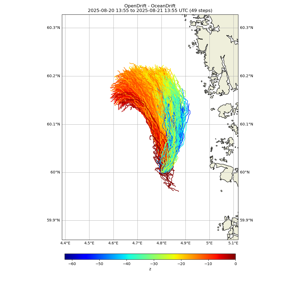 OpenDrift - OceanDrift
2025-08-20 13:55 to 2025-08-21 13:55 UTC (49 steps)
60.3°N 60.3°N
60.2°N 60.2°N
60.1°N 60.1°N
60°N 60°N
59.9°N 59.9°N
4.4°E 4.5°E 4.6°E 4.7°E 4.8°E 4.9°E 5°E 5.1°E
−60 −50 −40 −30 −20 −10 0
z